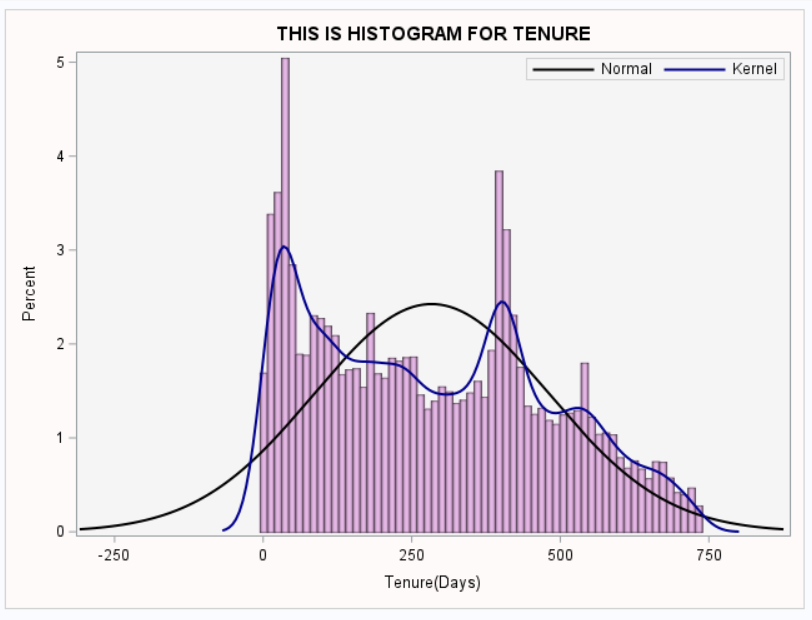 THIS IS HISTOGRAM FOR TENURE
Normal Kernel
5
4
3
2
1
0
Percent
-250 0 250 500 750
Tenure(Days)